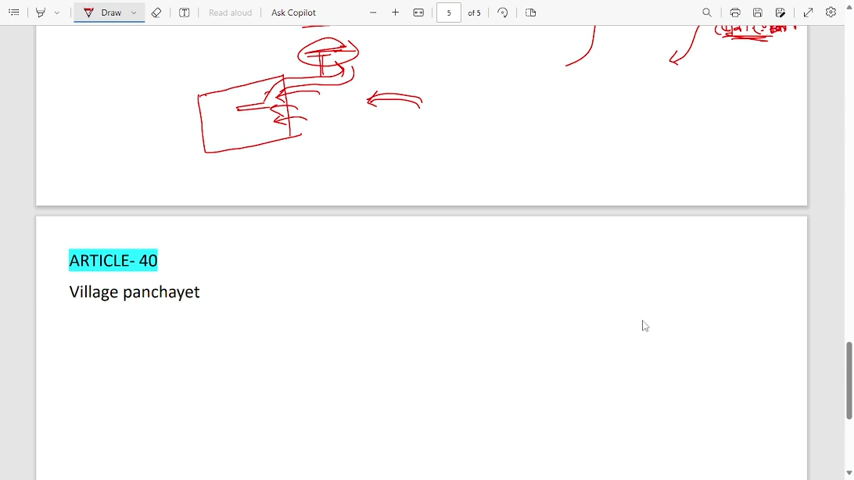 Draw
Read aloud
Ask Copilot
5
of 5
ARTICLE- 40
Village panchayet